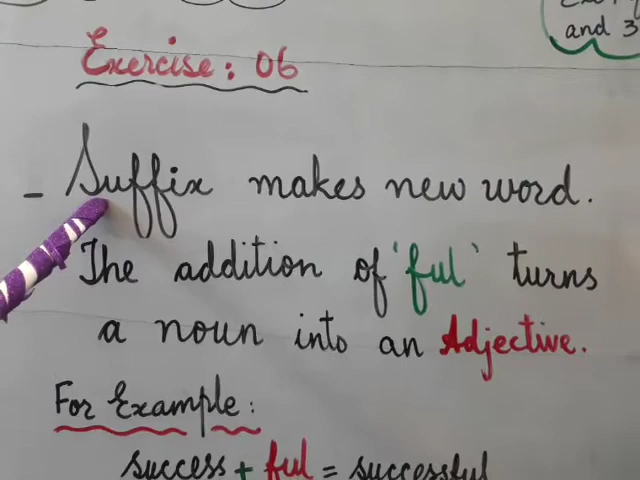 and 3
Exercise: 06
- Suffix makes new word.
The addition of 'ful' turns
a noun into an Adjective.
For Example:
success + ful = successful